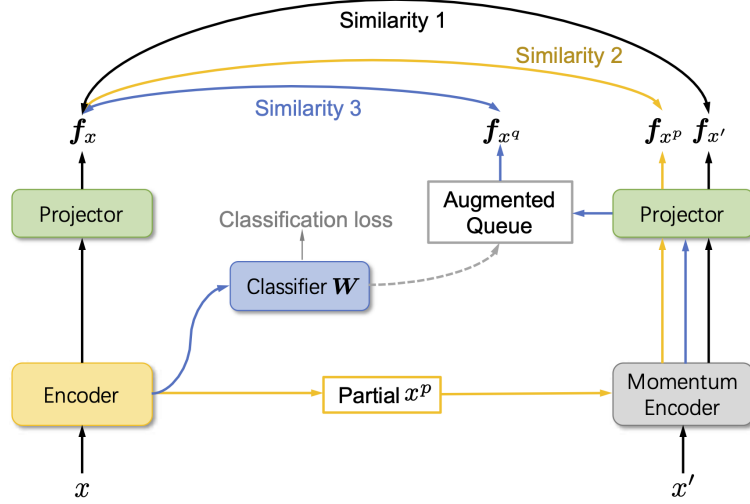 Similarity 1
Similarity 2
Similarity 3
𝒇ₓ
𝒇_{x^q}
𝒇_{x^p}
𝒇_{x′}
Projector
Augmented
Queue
Projector
Classification loss
Classifier 𝑾
Encoder
Partial x^p
Momentum
Encoder
x
x′